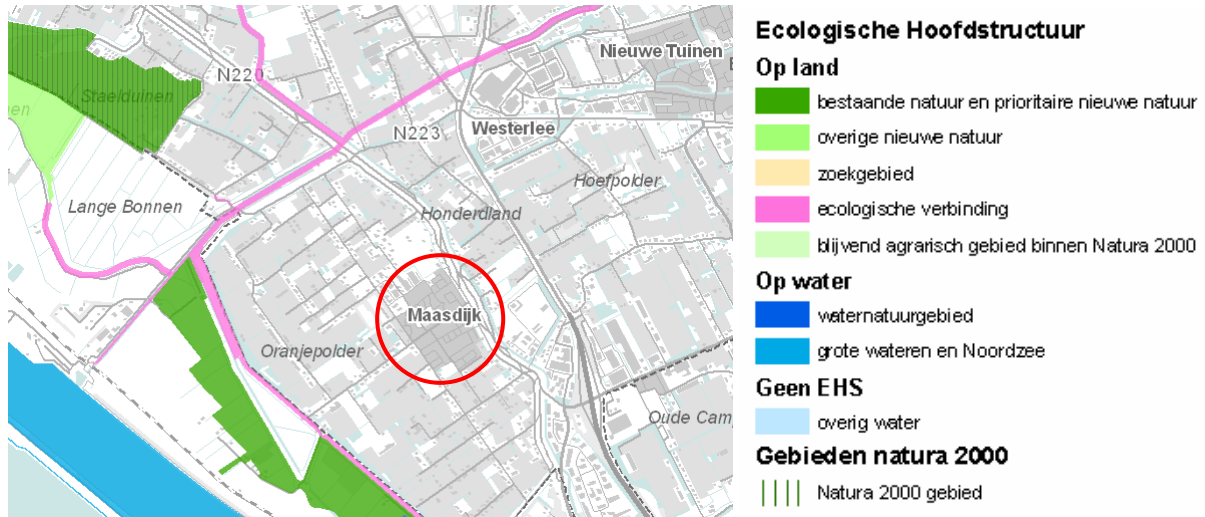 Nieuwe Tuinen
N220
Staelduinen
N223
Westerlee
Hoefpolder
Lange Bonnen
Honderdland
Maasdijk
Oranjepolder
Oude Cam
Ecologische Hoofdstructuur
Op land
bestaande natuur en prioritaire nieuwe natuur
overige nieuwe natuur
zoekgebied
ecologische verbinding
blijvend agrarisch gebied binnen Natura 2000
Op water
waternatuurgebied
grote wateren en Noordzee
Geen EHS
overig water
Gebieden natura 2000
Natura 2000 gebied